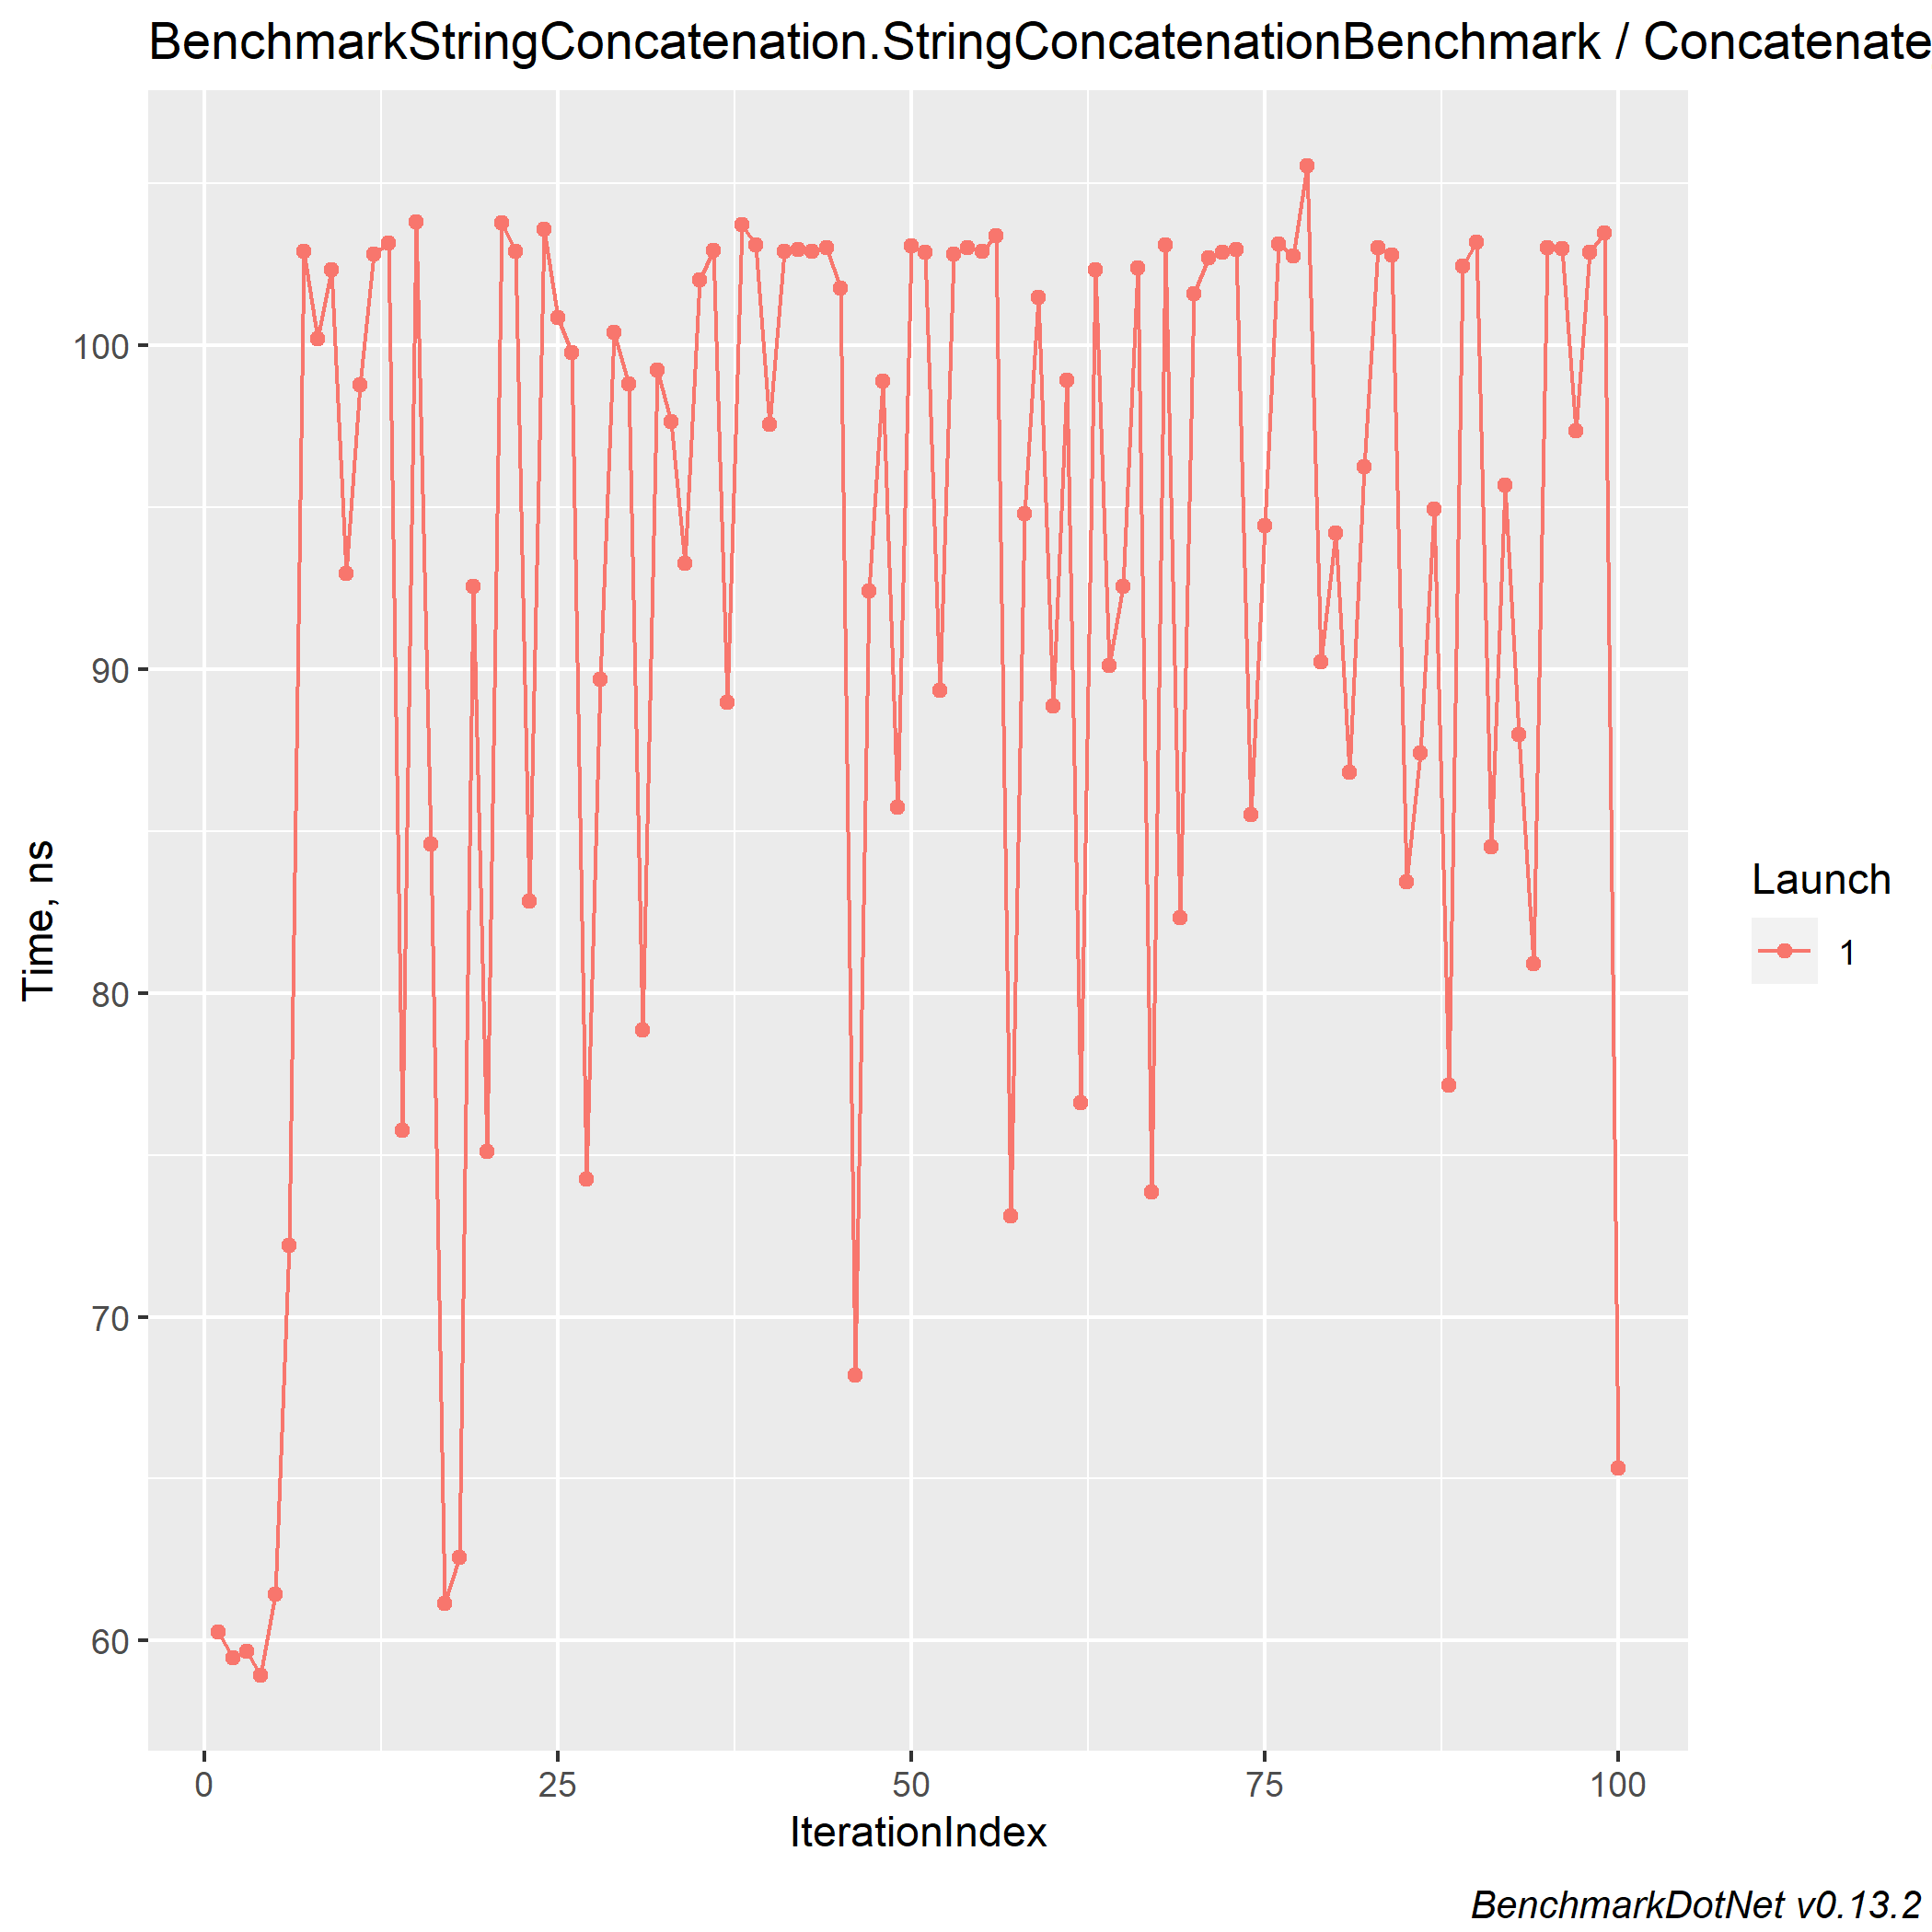 BenchmarkStringConcatenation.StringConcatenationBenchmark / Concatenate
100
90
80
70
60
Time, ns
0 25 50 75 100
IterationIndex
Launch
1
BenchmarkDotNet v0.13.2